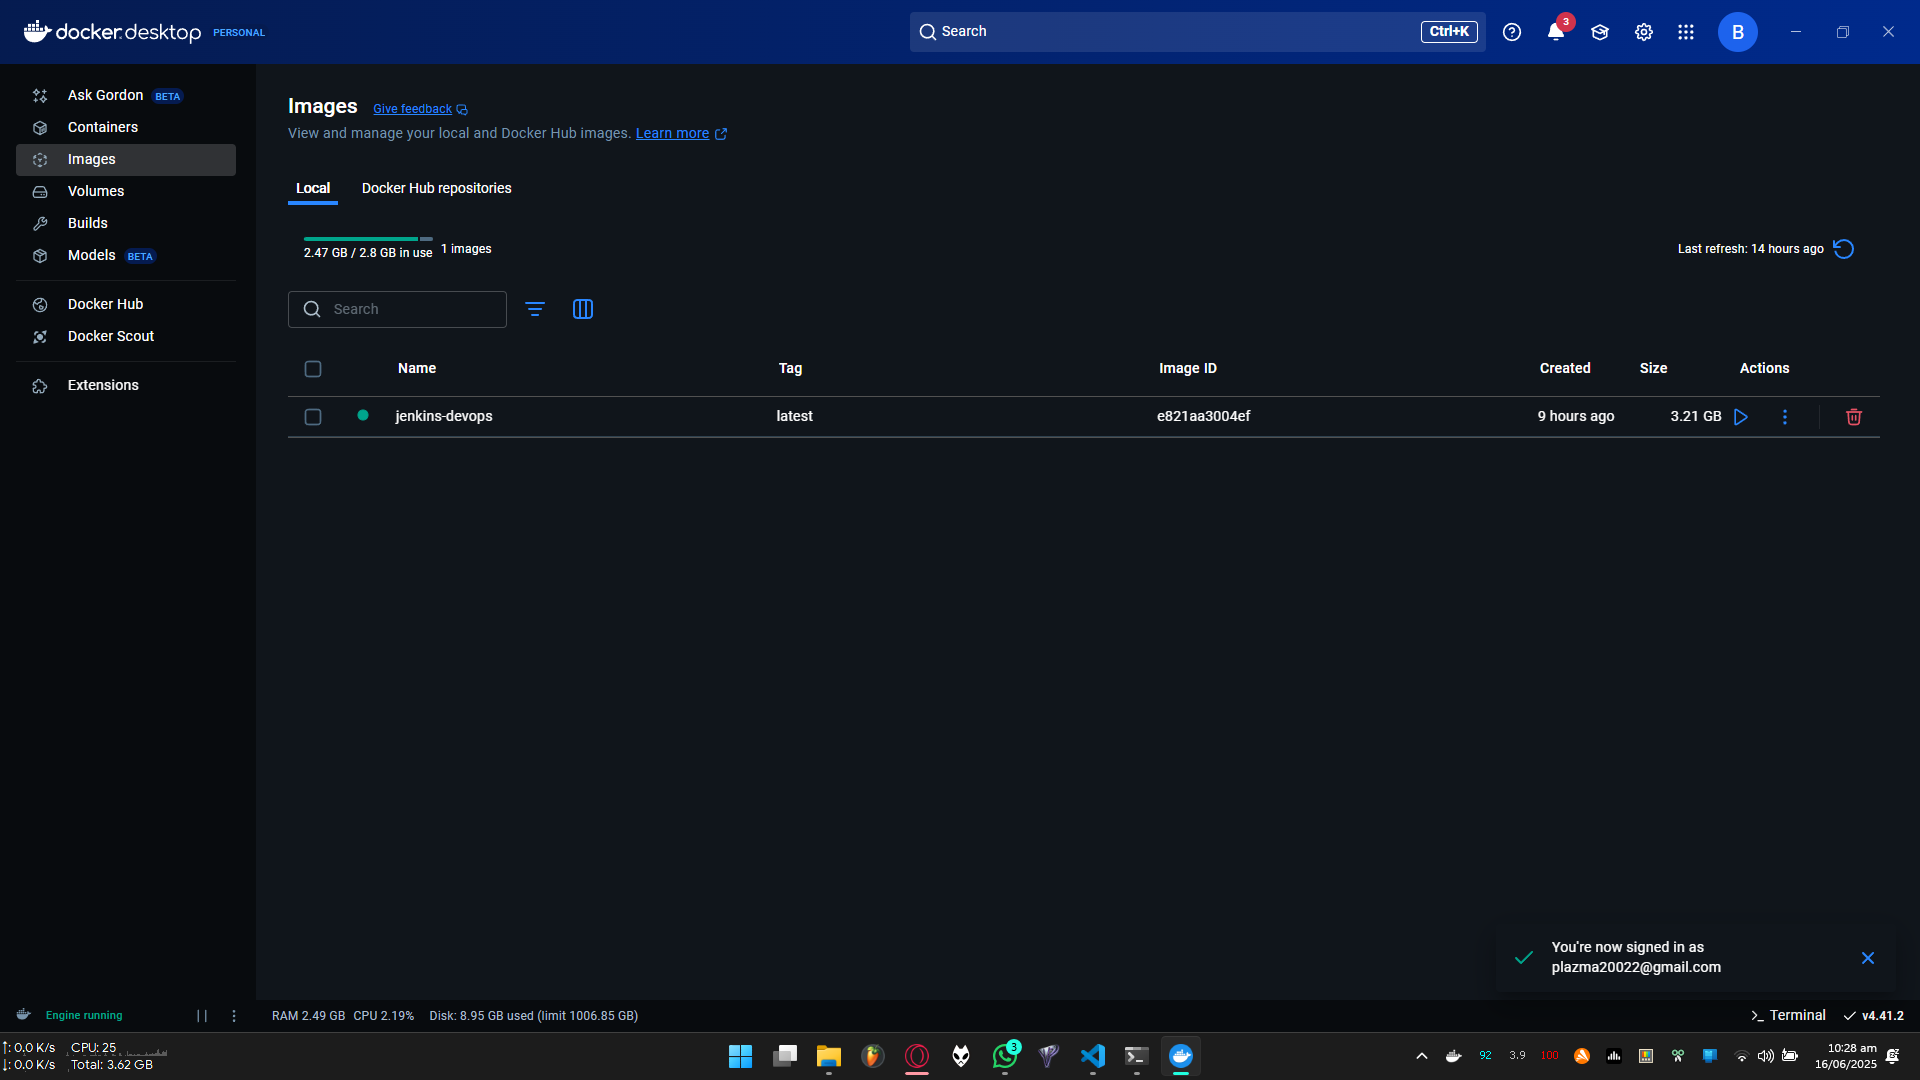 docker.desktop PERSONAL
Search Ctrl+K
3
B
Ask Gordon BETA
Containers
Images
Volumes
Builds
Models BETA
Docker Hub
Docker Scout
Extensions
Images Give feedback
View and manage your local and Docker Hub images. Learn more
Local Docker Hub repositories
2.47 GB / 2.8 GB in use 1 images
Last refresh: 14 hours ago
Search
Name Tag Image ID Created Size Actions
jenkins-devops latest e821aa3004ef 9 hours ago 3.21 GB
You're now signed in as
plazma20022@gmail.com
Engine running
RAM 2.49 GB CPU 2.19% Disk: 8.95 GB used (limit 1006.85 GB)
Terminal v4.41.2
: 0.0 K/s CPU: 25
: 0.0 K/s Total: 3.62 GB
3
92 3.9 100
10:28 am
16/06/2025